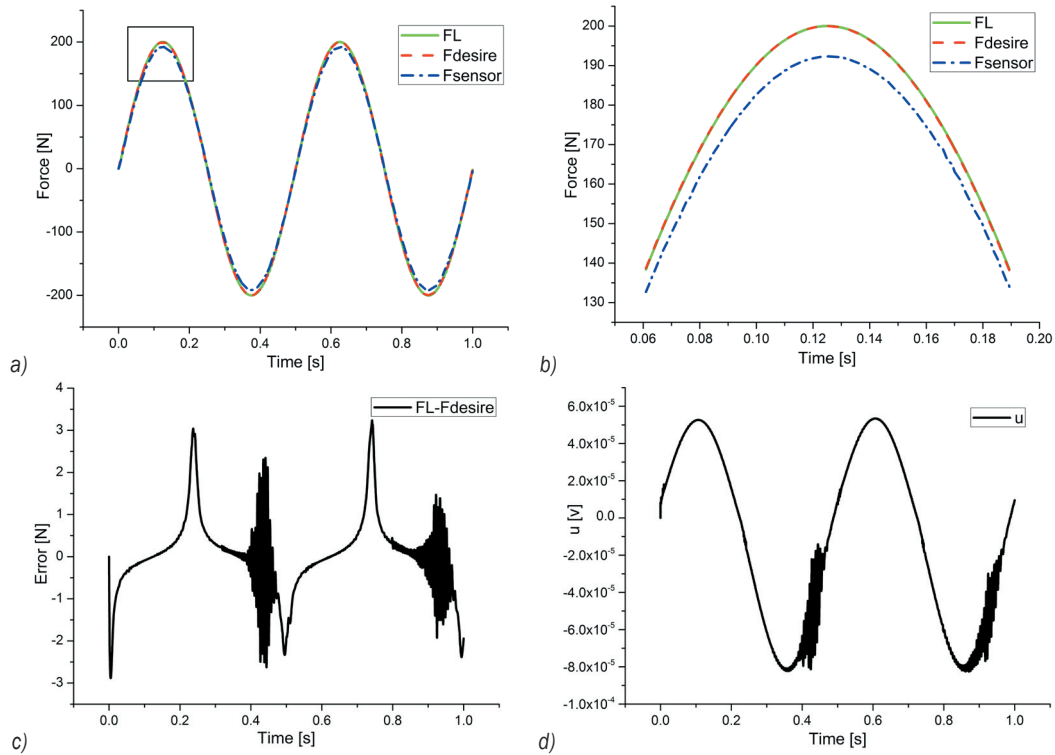 FL
Fdesire
Fsensor
200
100
0
-100
-200
Force [N]
0.0
0.2
0.4
0.6
0.8
1.0
Time [s]
a)
FL
Fdesire
Fsensor
200
190
180
170
160
150
140
130
Force [N]
0.06
0.08
0.10
0.12
0.14
0.16
0.18
0.20
Time [s]
b)
FL-Fdesire
4
3
2
1
0
-1
-2
-3
Error [N]
0.0
0.2
0.4
0.6
0.8
1.0
Time [s]
c)
u
6.0x10⁻⁵
4.0x10⁻⁵
2.0x10⁻⁵
0.0
-2.0x10⁻⁵
-4.0x10⁻⁵
-6.0x10⁻⁵
-8.0x10⁻⁵
-1.0x10⁻⁴
u [v]
0.0
0.2
0.4
0.6
0.8
1.0
Time [s]
d)